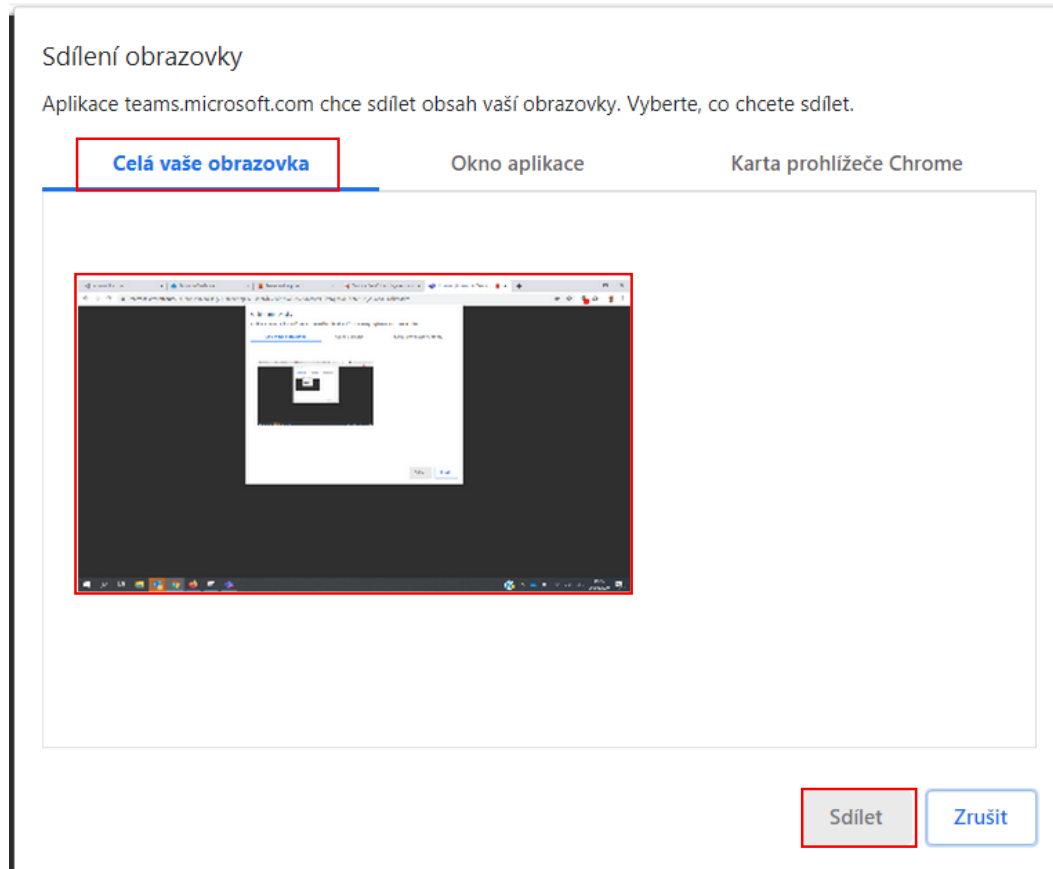 Sdílení obrazovky
Aplikace teams.microsoft.com chce sdílet obsah vaší obrazovky. Vyberte, co chcete sdílet.
Celá vaše obrazovka Okno aplikace Karta prohlížeče Chrome
Sdílet Zrušit